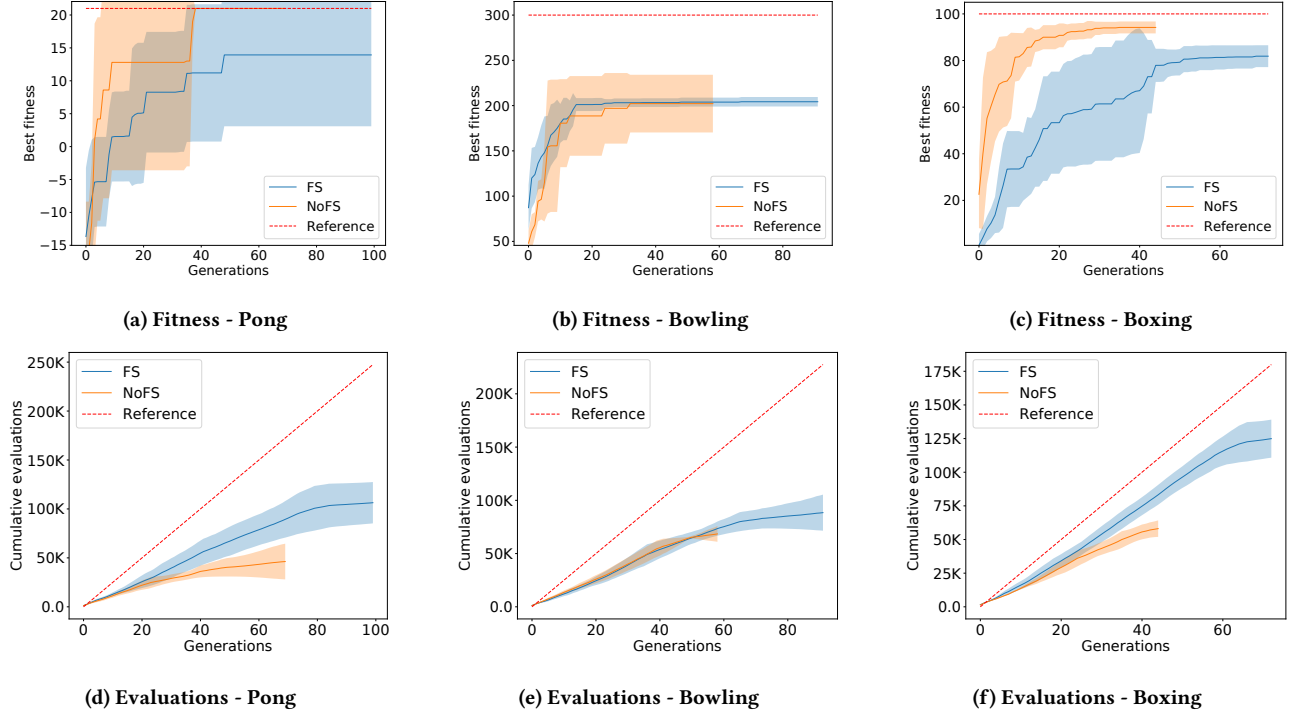 20
15
10
5
0
−5
−10
−15
Best fitness
0
20
40
60
80
100
Generations
FS
NoFS
Reference
(a) Fitness - Pong
300
250
200
150
100
50
Best fitness
0
20
40
60
80
Generations
FS
NoFS
Reference
(b) Fitness - Bowling
100
80
60
40
20
Best fitness
0
20
40
60
Generations
FS
NoFS
Reference
(c) Fitness - Boxing
250K
200K
150K
100K
50K
0.0
Cumulative evaluations
0
20
40
60
80
100
Generations
FS
NoFS
Reference
(d) Evaluations - Pong
200K
150K
100K
50K
0.0
Cumulative evaluations
0
20
40
60
80
Generations
FS
NoFS
Reference
(e) Evaluations - Bowling
175K
150K
125K
100K
75K
50K
25K
0.0
Cumulative evaluations
0
20
40
60
Generations
FS
NoFS
Reference
(f) Evaluations - Boxing